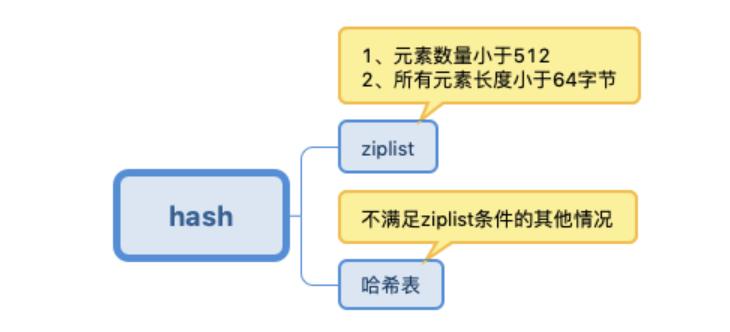 1、元素数量小于512
2、所有元素长度小于64字节
ziplist
hash
不满足ziplist条件的其他情况
哈希表